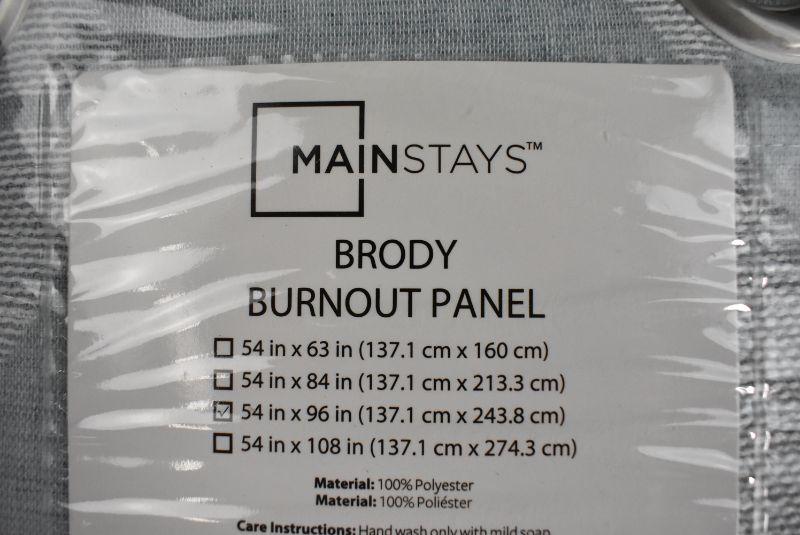 MAINSTAYS™
BRODY
BURNOUT PANEL
☐ 54 in x 63 in (137.1 cm x 160 cm)
☐ 54 in x 84 in (137.1 cm x 213.3 cm)
☑ 54 in x 96 in (137.1 cm x 243.8 cm)
☐ 54 in x 108 in (137.1 cm x 274.3 cm)
Material: 100% Polyester
Material: 100% Poliéster
Care Instructions: Hand wash only with mild soap